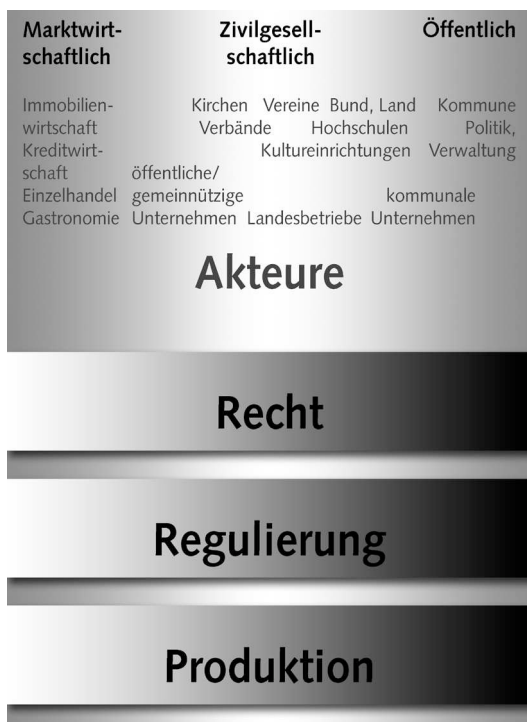 Marktwirt- Zivilgesell- Öffentlich
schaftlich schaftlich
Immobilien- Kirchen Vereine Bund, Land Kommune
wirtschaft Verbände Hochschulen Politik,
Kreditwirt- Kultureinrichtungen Verwaltung
schaft öffentliche/
Einzelhandel gemeinnützige kommunale
Gastronomie Unternehmen Landesbetriebe Unternehmen
Akteure
Recht
Regulierung
Produktion